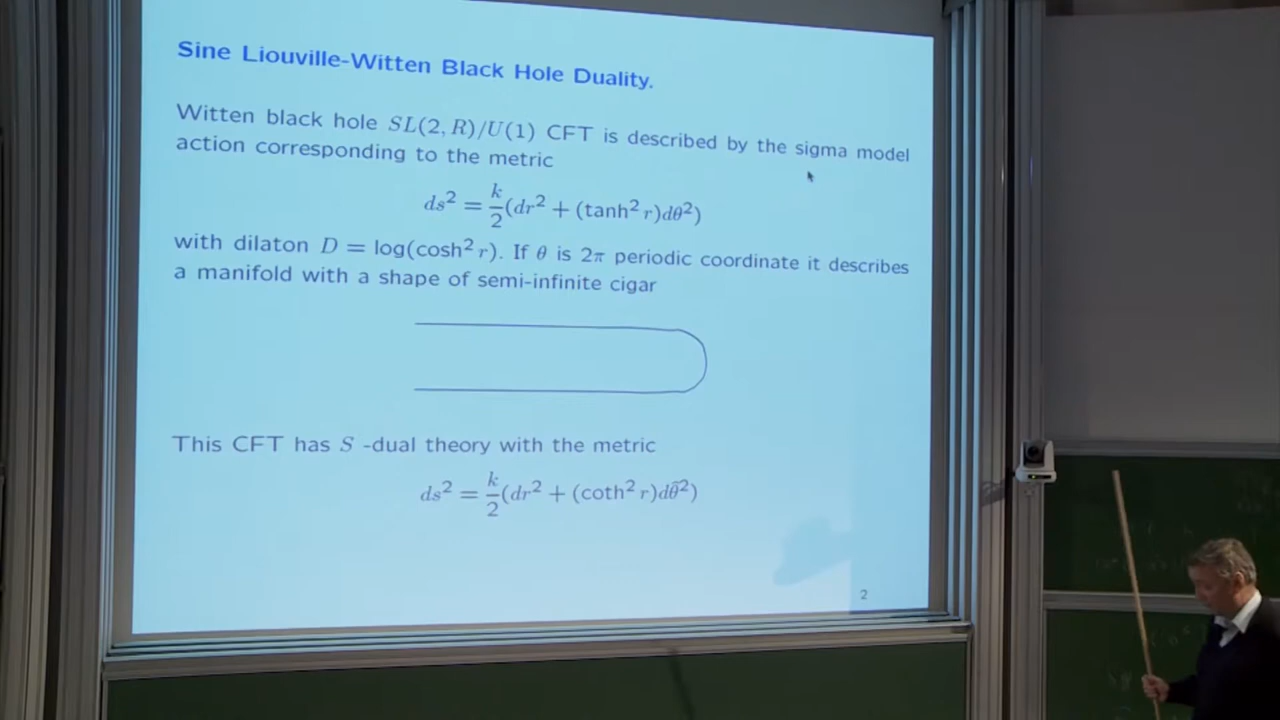 Sine Liouville-Witten Black Hole Duality.
Witten black hole SL(2, R)/U(1) CFT is described by the sigma model
action corresponding to the metric
ds² = k/2(dr² + (tanh² r)dθ²)
with dilaton D = log(cosh² r). If θ is 2π periodic coordinate it describes
a manifold with a shape of semi-infinite cigar
This CFT has S -dual theory with the metric
ds² = k/2(dr² + (coth² r)dθ̃²)
2